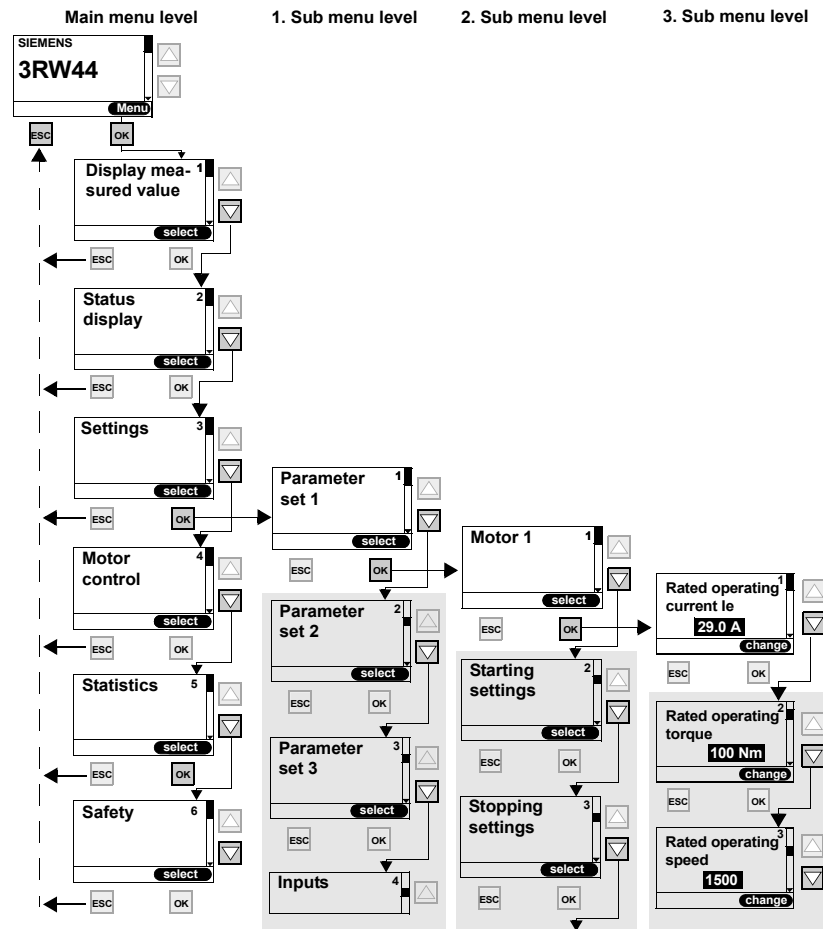 Main menu level
1. Sub menu level
2. Sub menu level
3. Sub menu level
SIEMENS
3RW44
Menu
ESC
OK
Display mea- 1
sured value
select
ESC
OK
Status 2
display
select
ESC
OK
Settings 3
select
ESC
OK
Motor 4
control
select
ESC
OK
Statistics 5
select
ESC
OK
Safety 6
select
ESC
OK
Parameter 1
set 1
select
ESC
OK
Parameter 2
set 2
select
ESC
OK
Parameter 3
set 3
select
ESC
OK
Inputs 4
Motor 1 1
select
ESC
OK
Starting 2
settings
select
ESC
OK
Stopping 3
settings
select
ESC
OK
Rated operating 1
current Ie
29.0 A
change
ESC
OK
Rated operating 2
torque
100 Nm
change
ESC
OK
Rated operating 3
speed
1500
change